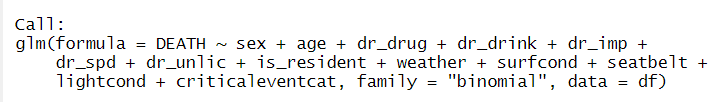 Call:
glm(formula = DEATH ~ sex + age + dr_drug + dr_drink + dr_imp +
    dr_spd + dr_unlic + is_resident + weather + surfcond + seatbelt +
    lightcond + criticaleventcat, family = "binomial", data = df)